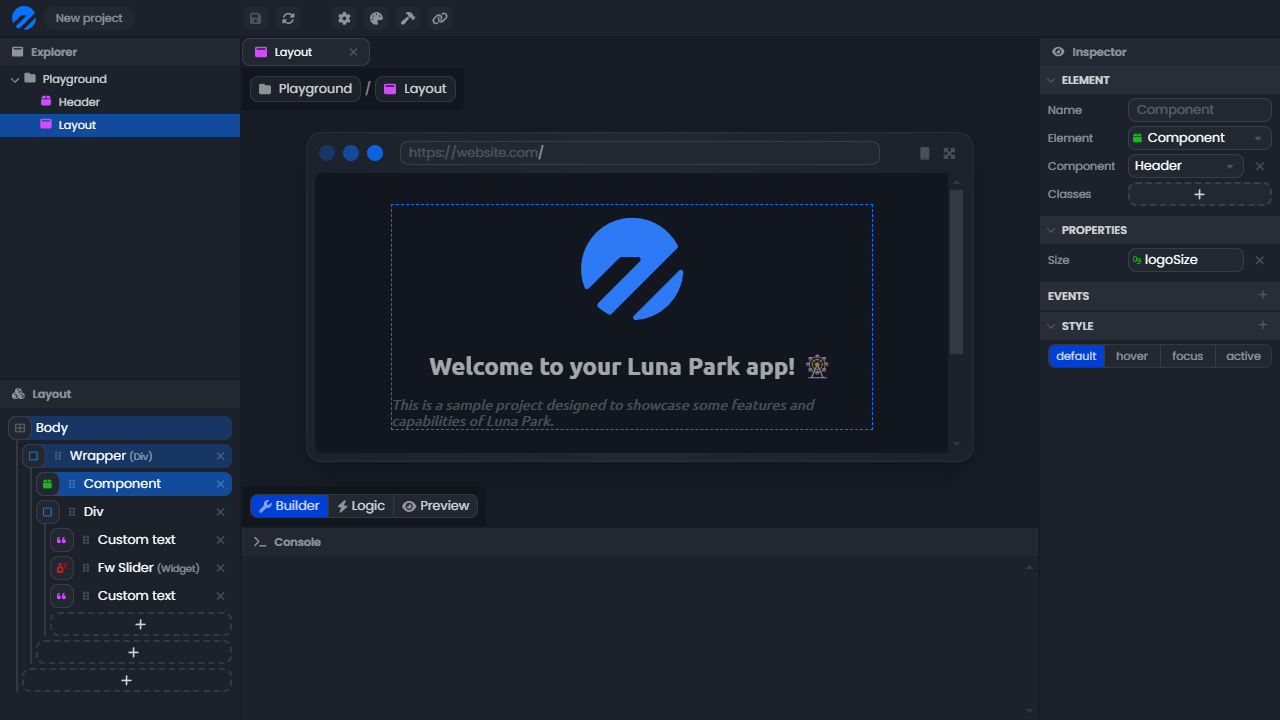 New project
Explorer
Playground
Header
Layout
Layout
Body
Wrapper (Div)
Component
Div
Custom text
Fw Slider (Widget)
Custom text
Layout
Playground / Layout
https://website.com/
Welcome to your Luna Park app! 🎡
This is a sample project designed to showcase some features and
capabilities of Luna Park.
Builder
Logic
Preview
Console
Inspector
ELEMENT
Name Component
Element Component
Component Header
Classes +
PROPERTIES
Size logoSize
EVENTS +
STYLE +
default hover focus active